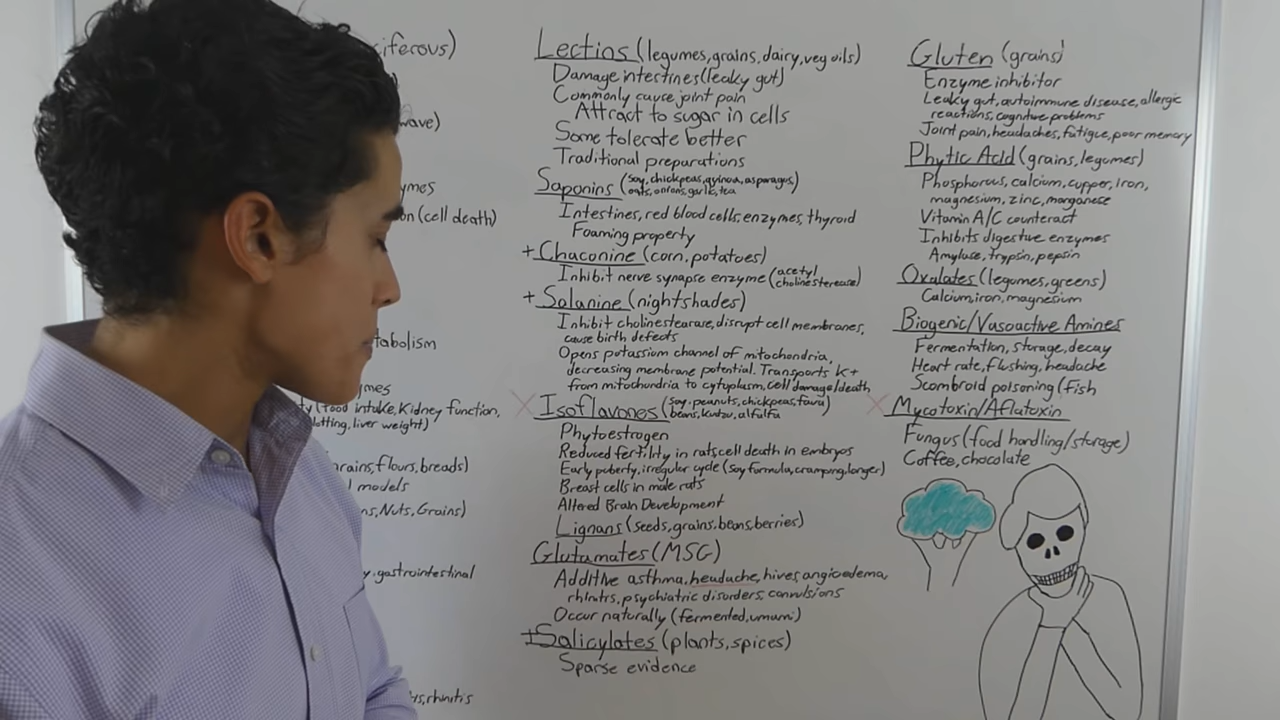 ciferous)
wave)
ymes
on (cell death)
tabolism
ymes
ty (food intake, Kidney function,
lotting, liver weight)
rains, flours, breads)
l models
ns, Nuts, Grains)
y, gastrointestinal
ts, rhinitis
Lectins (legumes, grains, dairy, veg oils)
Damage intestines (leaky gut)
Commonly cause joint pain
Attract to sugar in cells
Some tolerate better
Traditional preparations
Saponins (soy, chickpeas, quinoa, asparagus,
oats, onions, garlic, tea)
Intestines, red blood cells, enzymes, thyroid
Foaming property
+ Chaconine (corn, potatoes)
Inhibit nerve synapse enzyme (acetyl
cholinesterease)
+ Solanine (nightshades)
Inhibit cholinestearase, disrupt cell membranes,
cause birth defects
Opens potassium channel of mitochondria,
decreasing membrane potential. Transports K+
from mitochondria to cytoplasm, cell damage/death
X Isoflavones (soy, peanuts, chickpeas, fava
beans, kudzu, alfulfa)
Phytoestrogen
Reduced fertility in rats cell death in embryos
Early puberty, irregular cycle (soy formula, cramping, longer)
Breast cells in male rats
Altered Brain Development
Lignans (seeds, grains, beans, berries)
Glutamates (MSG)
Additive asthma, headache, hives, angioedema,
rhinitis, psychiatric disorders, convulsions
Occur naturally (fermented, umami)
± Salicylates (plants, spices)
Sparse evidence
Gluten (grains)
Enzyme inhibitor
Leaky gut, autoimmune disease, allergic
reactions, cognitive problems
Joint pain, headaches, fatigue, poor memory
Phytic Acid (grains, legumes)
Phosphorous, calcium, copper, iron,
magnesium, zinc, manganese
Vitamin A/C counteract
Inhibits digestive enzymes
Amylase, trypsin, pepsin
Oxalates (legumes, greens)
Calcium, iron, magnesium
Biogenic/Vasoactive Amines
Fermentation, storage, decay
Heart rate, flushing, headache
Scombroid poisoning (fish
X Mycotoxin/Aflatoxin
Fungus (food handling/storage)
Coffee, chocolate